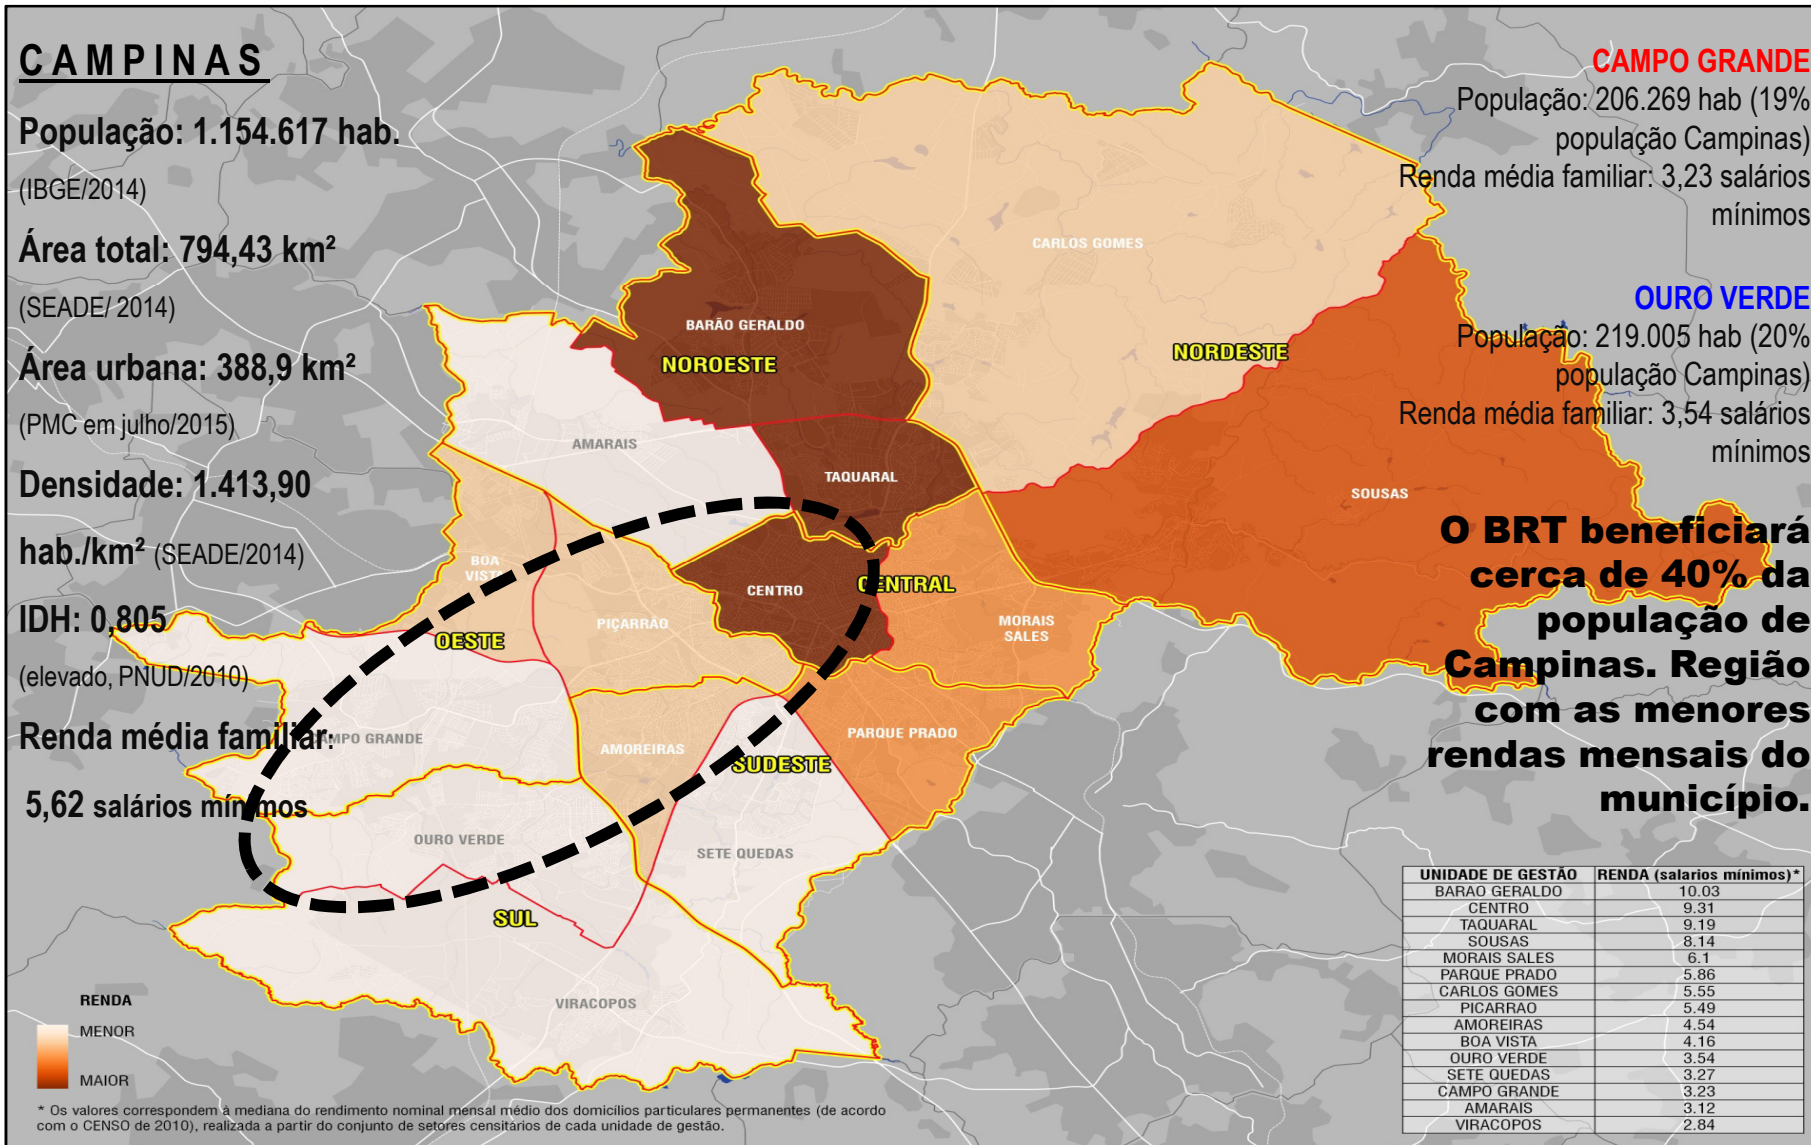 CAMPINAS
População: 1.154.617 hab.
(IBGE/2014)
Área total: 794,43 km²
(SEADE/ 2014)
Área urbana: 388,9 km²
(PMC em julho/2015)
Densidade: 1.413,90
hab./km² (SEADE/2014)
IDH: 0,805
(elevado, PNUD/2010)
Renda média familiar:
5,62 salários mínimos
CAMPO GRANDE
População: 206.269 hab (19%
população Campinas)
Renda média familiar: 3,23 salários
mínimos
OURO VERDE
População: 219.005 hab (20%
população Campinas)
Renda média familiar: 3,54 salários
mínimos
O BRT beneficiará
cerca de 40% da
população de
Campinas. Região
com as menores
rendas mensais do
município.
CARLOS GOMES
BARÃO GERALDO
NOROESTE
NORDESTE
AMARAIS
TAQUARAL
SOUSAS
BOA
VISTA
CENTRO
CENTRAL
PIÇARRÃO
MORAIS
SALES
OESTE
CAMPO GRANDE
AMOREIRAS
PARQUE PRADO
SUDESTE
OURO VERDE
SETE QUEDAS
SUL
VIRACOPOS
RENDA
MENOR
MAIOR
UNIDADE DE GESTÃO RENDA (salarios mínimos)*
BARAO GERALDO 10.03
CENTRO 9.31
TAQUARAL 9.19
SOUSAS 8.14
MORAIS SALES 6.1
PARQUE PRADO 5.86
CARLOS GOMES 5.55
PICARRAO 5.49
AMOREIRAS 4.54
BOA VISTA 4.16
OURO VERDE 3.54
SETE QUEDAS 3.27
CAMPO GRANDE 3.23
AMARAIS 3.12
VIRACOPOS 2.84
* Os valores correspondem à mediana do rendimento nominal mensal médio dos domicílios particulares permanentes (de acordo
com o CENSO de 2010), realizada a partir do conjunto de setores censitários de cada unidade de gestão.